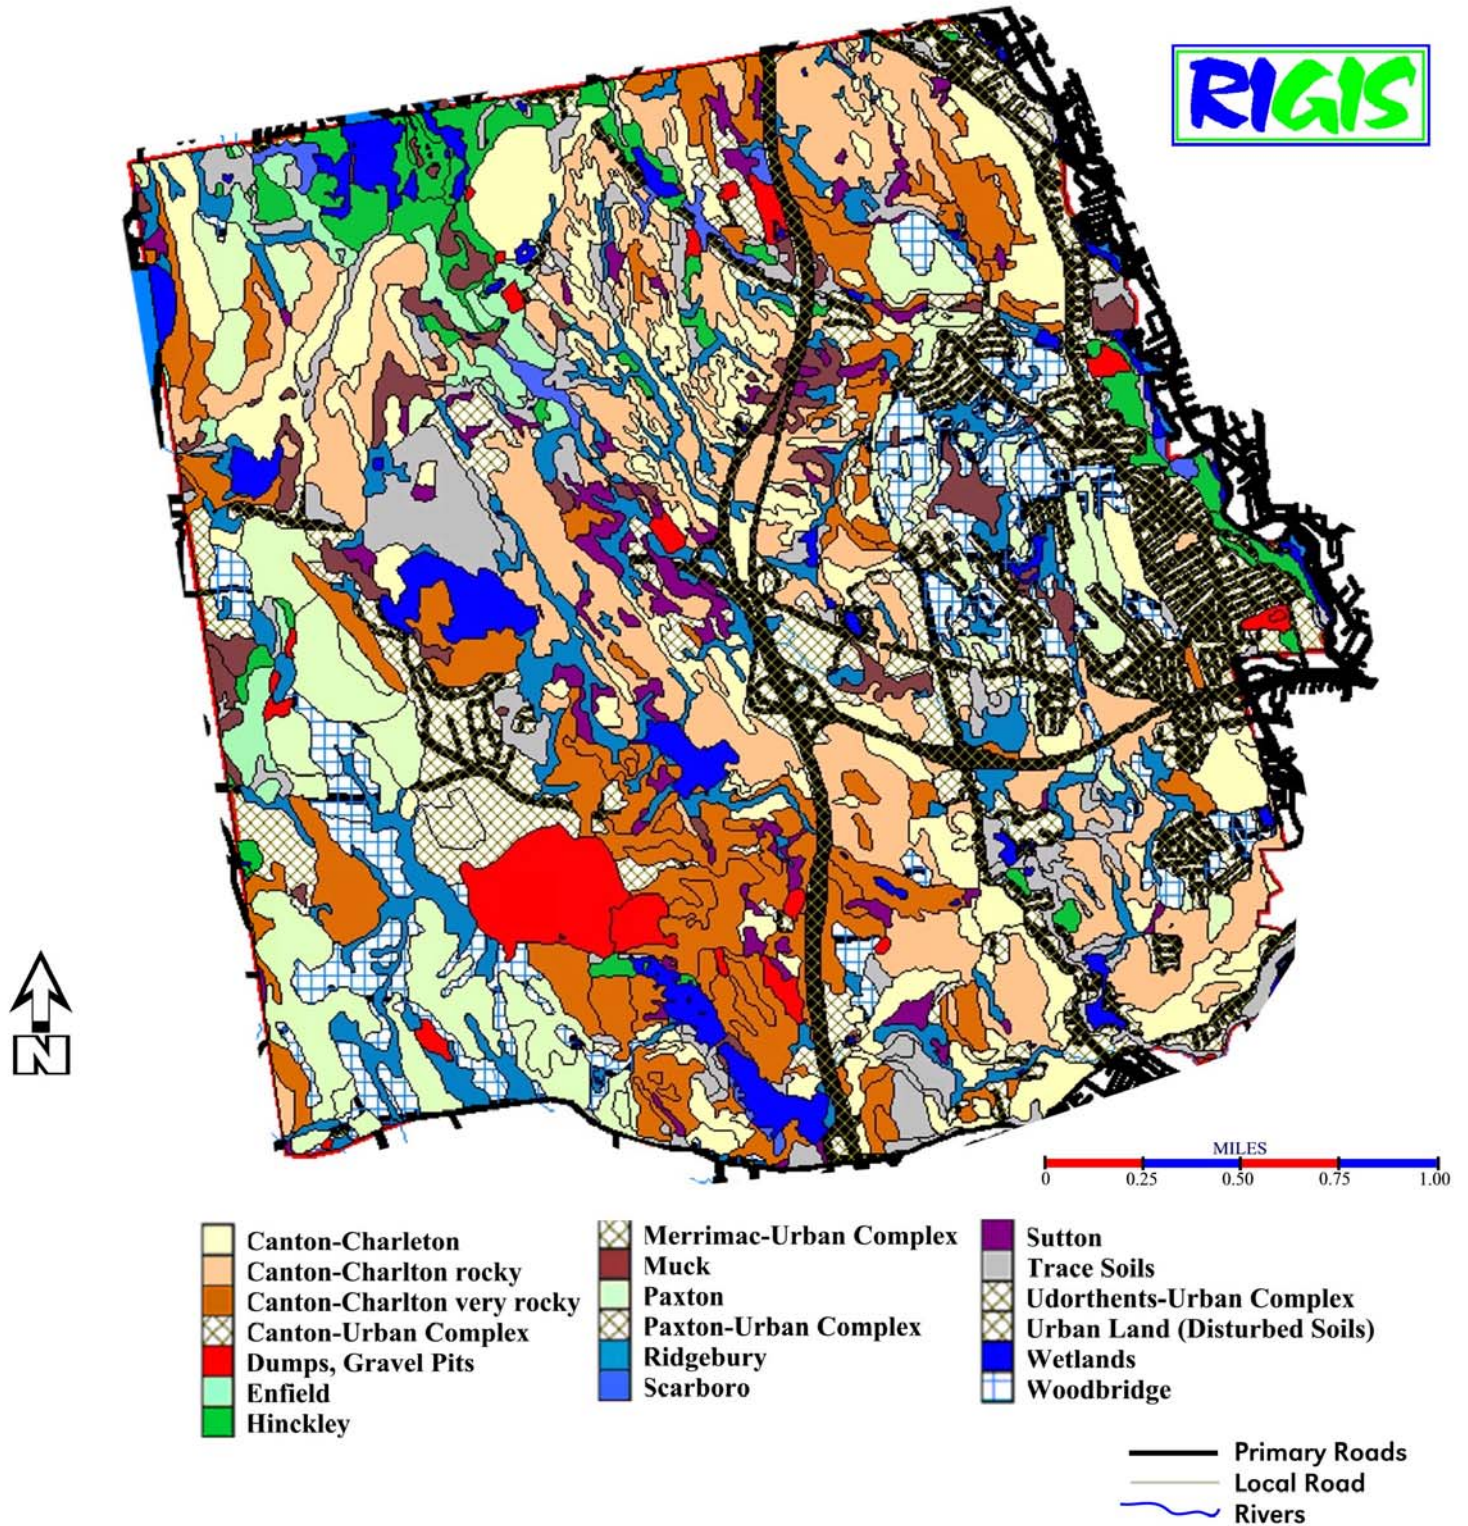 RIGIS
N
MILES
0 0.25 0.50 0.75 1.00
Canton-Charleton
Canton-Charlton rocky
Canton-Charlton very rocky
Canton-Urban Complex
Dumps, Gravel Pits
Enfield
Hinckley
Merrimac-Urban Complex
Muck
Paxton
Paxton-Urban Complex
Ridgebury
Scarboro
Sutton
Trace Soils
Udorthents-Urban Complex
Urban Land (Disturbed Soils)
Wetlands
Woodbridge
Primary Roads
Local Road
Rivers